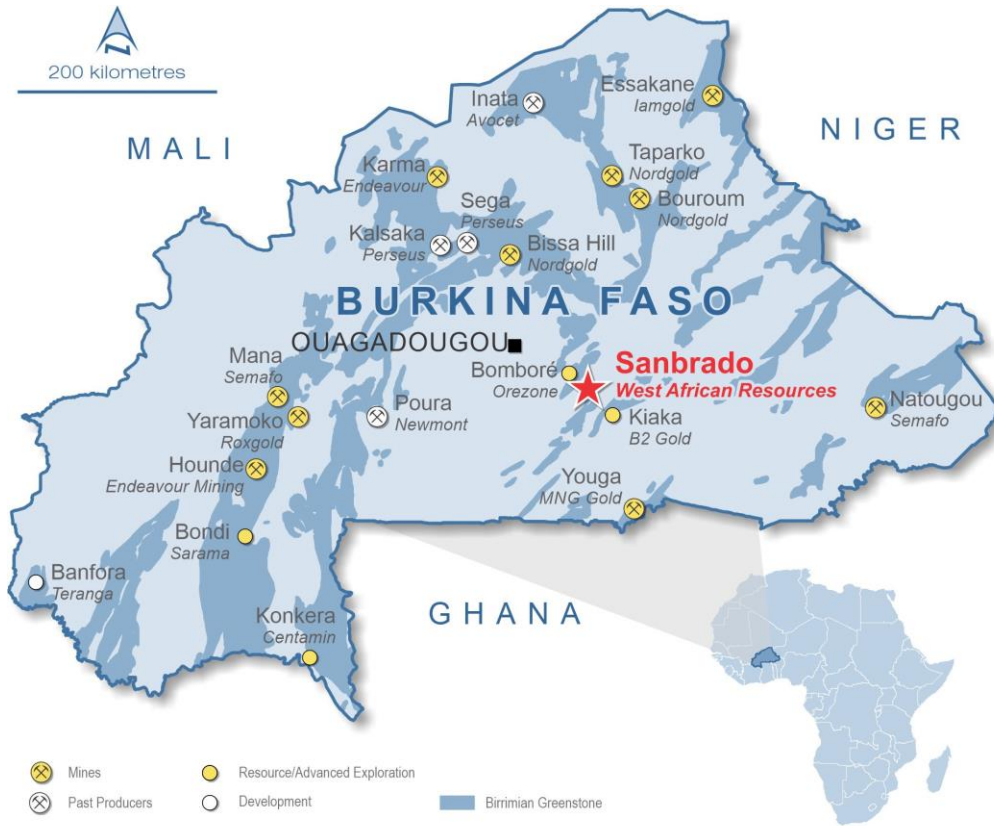 N
200 kilometres
MALI
NIGER
GHANA
BURKINA FASO
OUAGADOUGOU
Essakane
Iamgold
Inata
Avocet
Karma
Endeavour
Taparko
Nordgold
Bouroum
Nordgold
Sega
Perseus
Kalsaka
Perseus
Bissa Hill
Nordgold
Mana
Semafo
Yaramoko
Roxgold
Poura
Newmont
Bomboré
Orezone
Sanbrado
West African Resources
Kiaka
B2 Gold
Natougou
Semafo
Hounde
Endeavour Mining
Youga
MNG Gold
Bondi
Sarama
Banfora
Teranga
Konkera
Centamin
Mines
Resource/Advanced Exploration
Past Producers
Development
Birrimian Greenstone